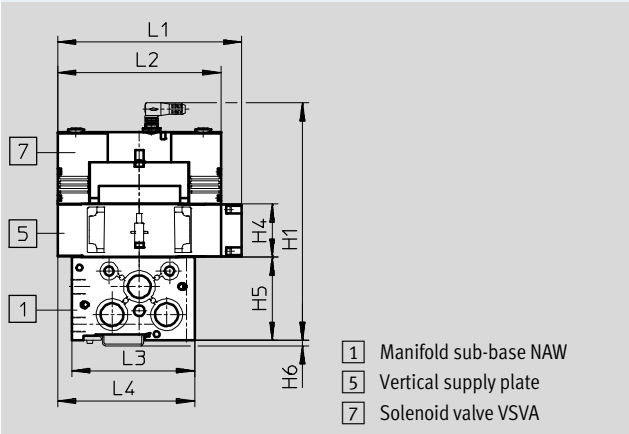 L1
L2
7
5
1
H4
H1
H5
L3
H6
L4
1 Manifold sub-base NAW
5 Vertical supply plate
7 Solenoid valve VSVA